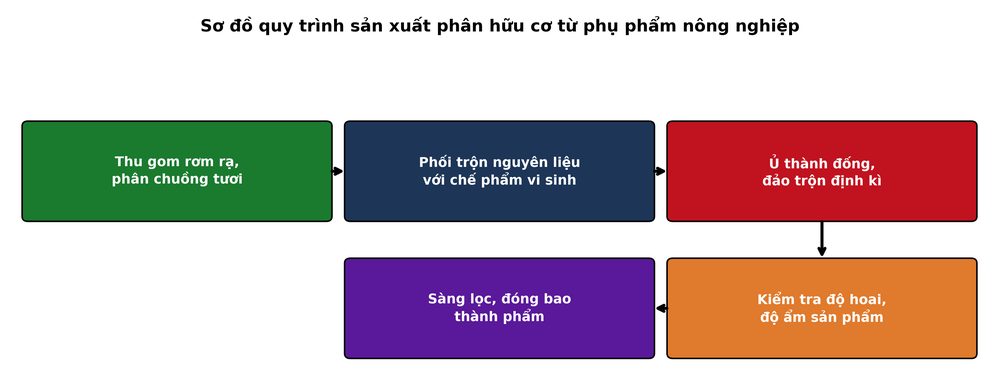 Sơ đồ quy trình sản xuất phân hữu cơ từ phụ phẩm nông nghiệp
Thu gom rơm rạ,
phân chuồng tươi
Phối trộn nguyên liệu
với chế phẩm vi sinh
Ủ thành đống,
đảo trộn định kì
Kiểm tra độ hoai,
độ ẩm sản phẩm
Sàng lọc, đóng bao
thành phẩm